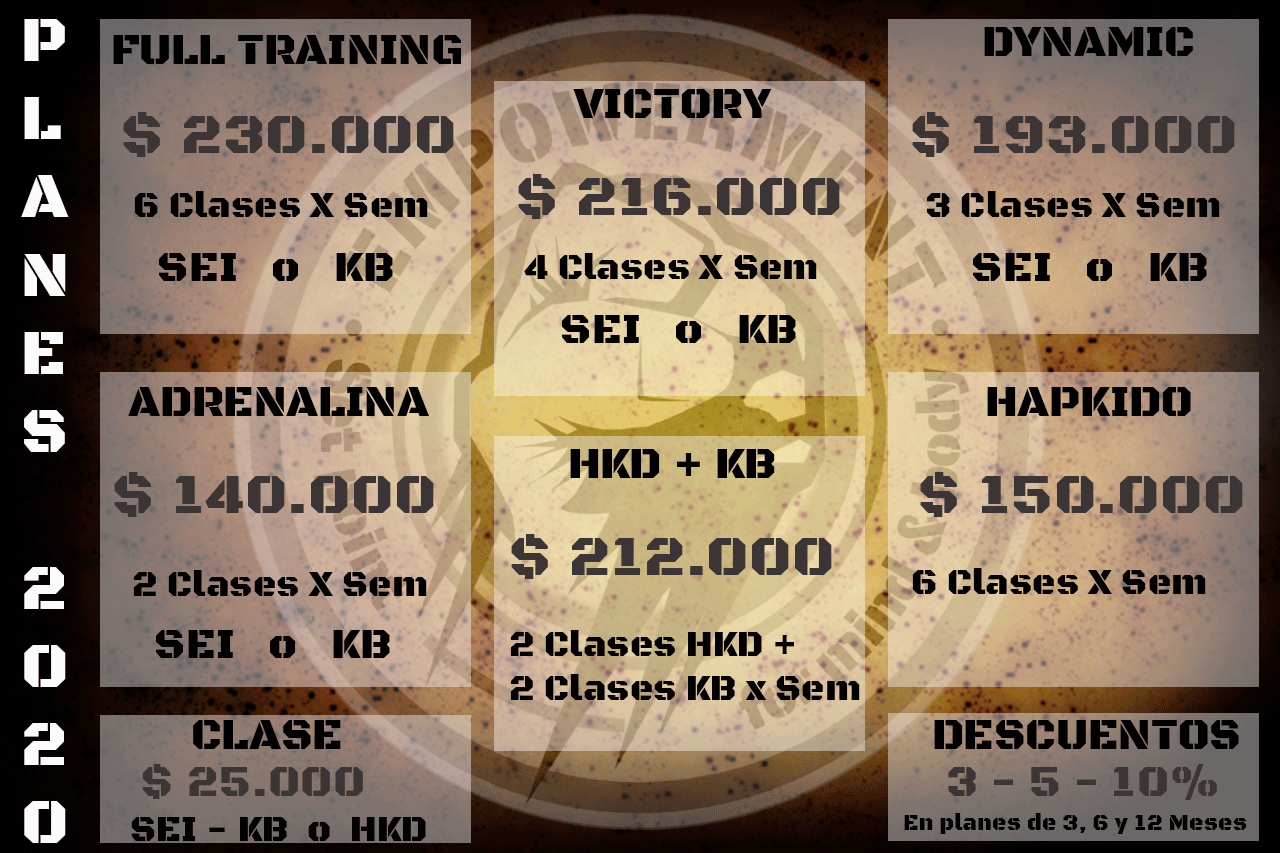 PLANES 2020
FULL TRAINING
$ 230.000
6 Clases X Sem
SEI o KB
VICTORY
$ 216.000
4 Clases X Sem
SEI o KB
DYNAMIC
$ 193.000
3 Clases X Sem
SEI o KB
ADRENALINA
$ 140.000
2 Clases X Sem
SEI o KB
HKD + KB
$ 212.000
2 Clases HKD +
2 Clases KB x Sem
HAPKIDO
$ 150.000
6 Clases X Sem
CLASE
$ 25.000
SEI - KB o HKD
DESCUENTOS
3 - 5 - 10%
En planes de 3, 6 y 12 Meses
EMPOWERMENT